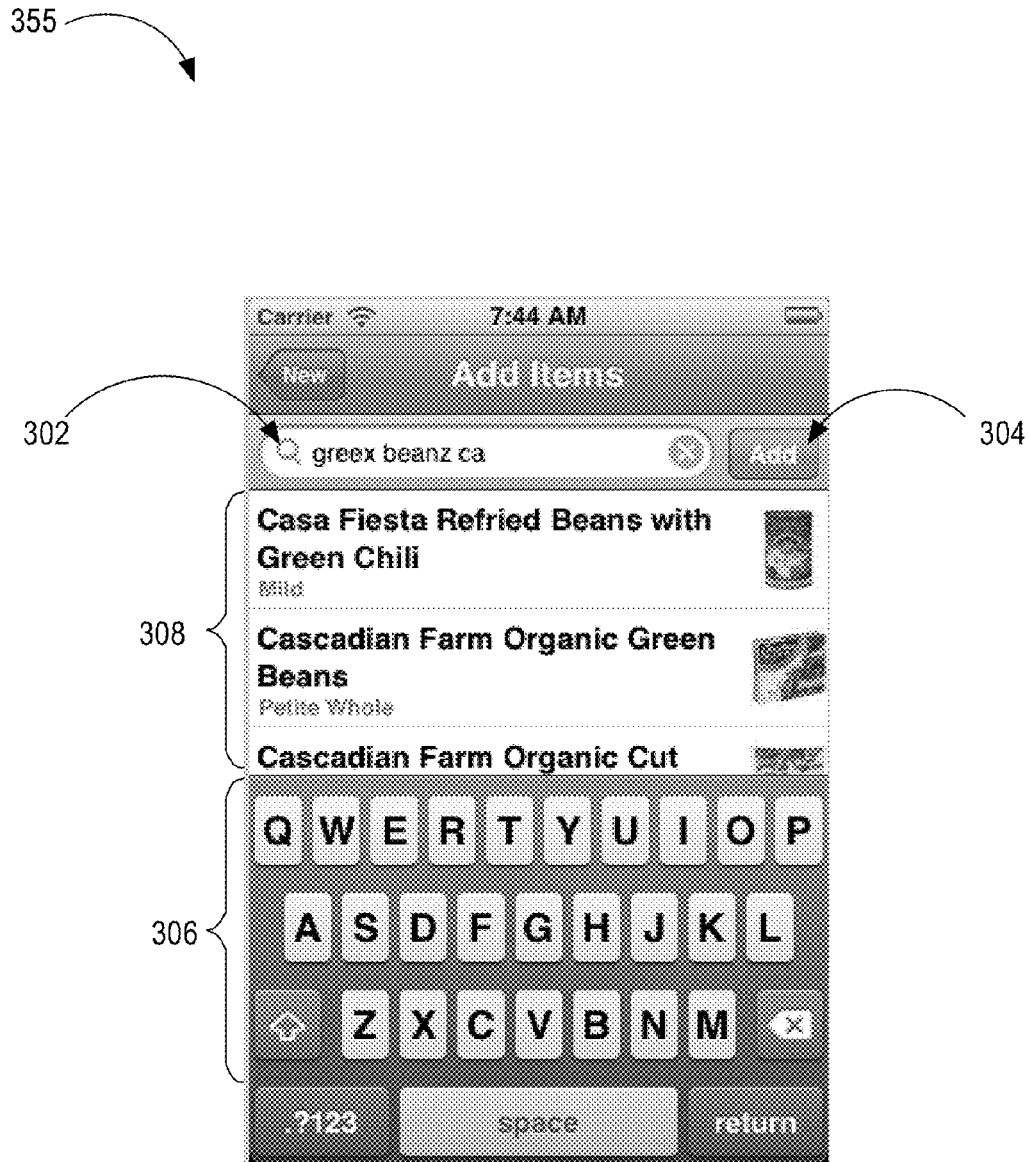 355
Carrier 7:44 AM
New Add Items
302
greex beanz ca Add
304
Casa Fiesta Refried Beans with
Green Chili
Mild
308
Cascadian Farm Organic Green
Beans
Petite Whole
Cascadian Farm Organic Cut
Q W E R T Y U I O P
306
A S D F G H J K L
Z X C V B N M
.?123 space return